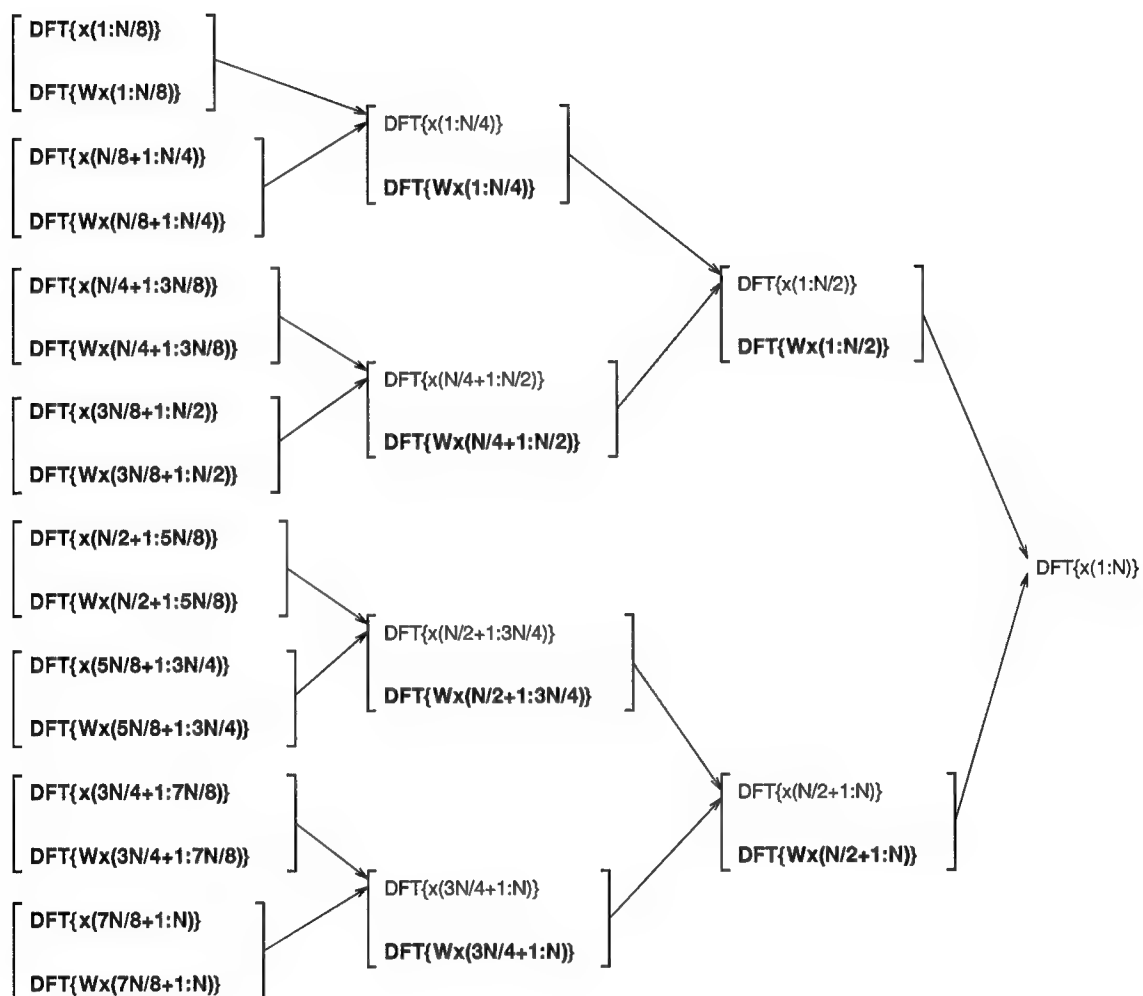 DFT{x(1:N/8)}
DFT{Wx(1:N/8)}
DFT{x(N/8+1:N/4)}
DFT{Wx(N/8+1:N/4)}
DFT{x(N/4+1:3N/8)}
DFT{Wx(N/4+1:3N/8)}
DFT{x(3N/8+1:N/2)}
DFT{Wx(3N/8+1:N/2)}
DFT{x(N/2+1:5N/8)}
DFT{Wx(N/2+1:5N/8)}
DFT{x(5N/8+1:3N/4)}
DFT{Wx(5N/8+1:3N/4)}
DFT{x(3N/4+1:7N/8)}
DFT{Wx(3N/4+1:7N/8)}
DFT{x(7N/8+1:N)}
DFT{Wx(7N/8+1:N)}
DFT{x(1:N/4)}
DFT{Wx(1:N/4)}
DFT{x(N/4+1:N/2)}
DFT{Wx(N/4+1:N/2)}
DFT{x(N/2+1:3N/4)}
DFT{Wx(N/2+1:3N/4)}
DFT{x(3N/4+1:N)}
DFT{Wx(3N/4+1:N)}
DFT{x(1:N/2)}
DFT{Wx(1:N/2)}
DFT{x(N/2+1:N)}
DFT{Wx(N/2+1:N)}
DFT{x(1:N)}